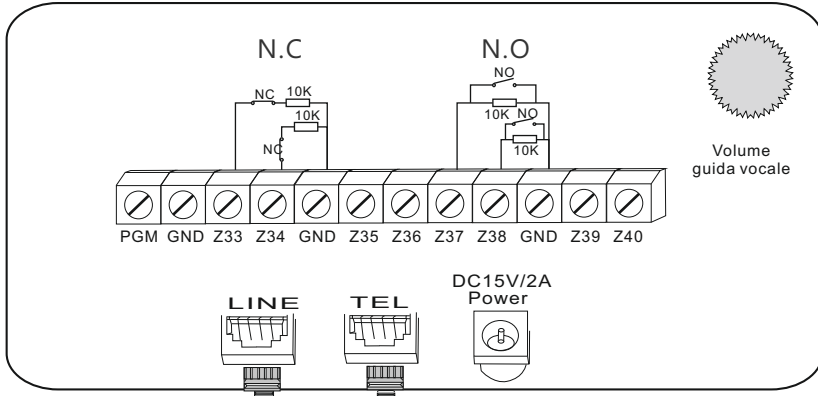 N.C
N.O
NC 10K
10K
NC
NO
10K NO
10K
Volume
guida vocale
PGM GND Z33 Z34 GND Z35 Z36 Z37 Z38 GND Z39 Z40
LINE
TEL
DC15V/2A
Power